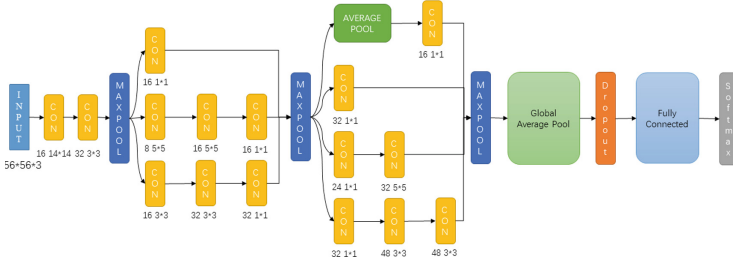 INPUT
56*56*3
CON
16 14*14
CON
32 3*3
MAXPOOL
CON
16 1*1
CON
8 5*5
CON
16 5*5
CON
16 1*1
CON
16 3*3
CON
32 3*3
CON
32 1*1
MAXPOOL
AVERAGE
POOL
CON
16 1*1
CON
32 1*1
CON
24 1*1
CON
32 5*5
CON
32 1*1
CON
48 3*3
CON
48 3*3
MAXPOOL
Global
Average Pool
Dropout
Fully
Connected
Softmax